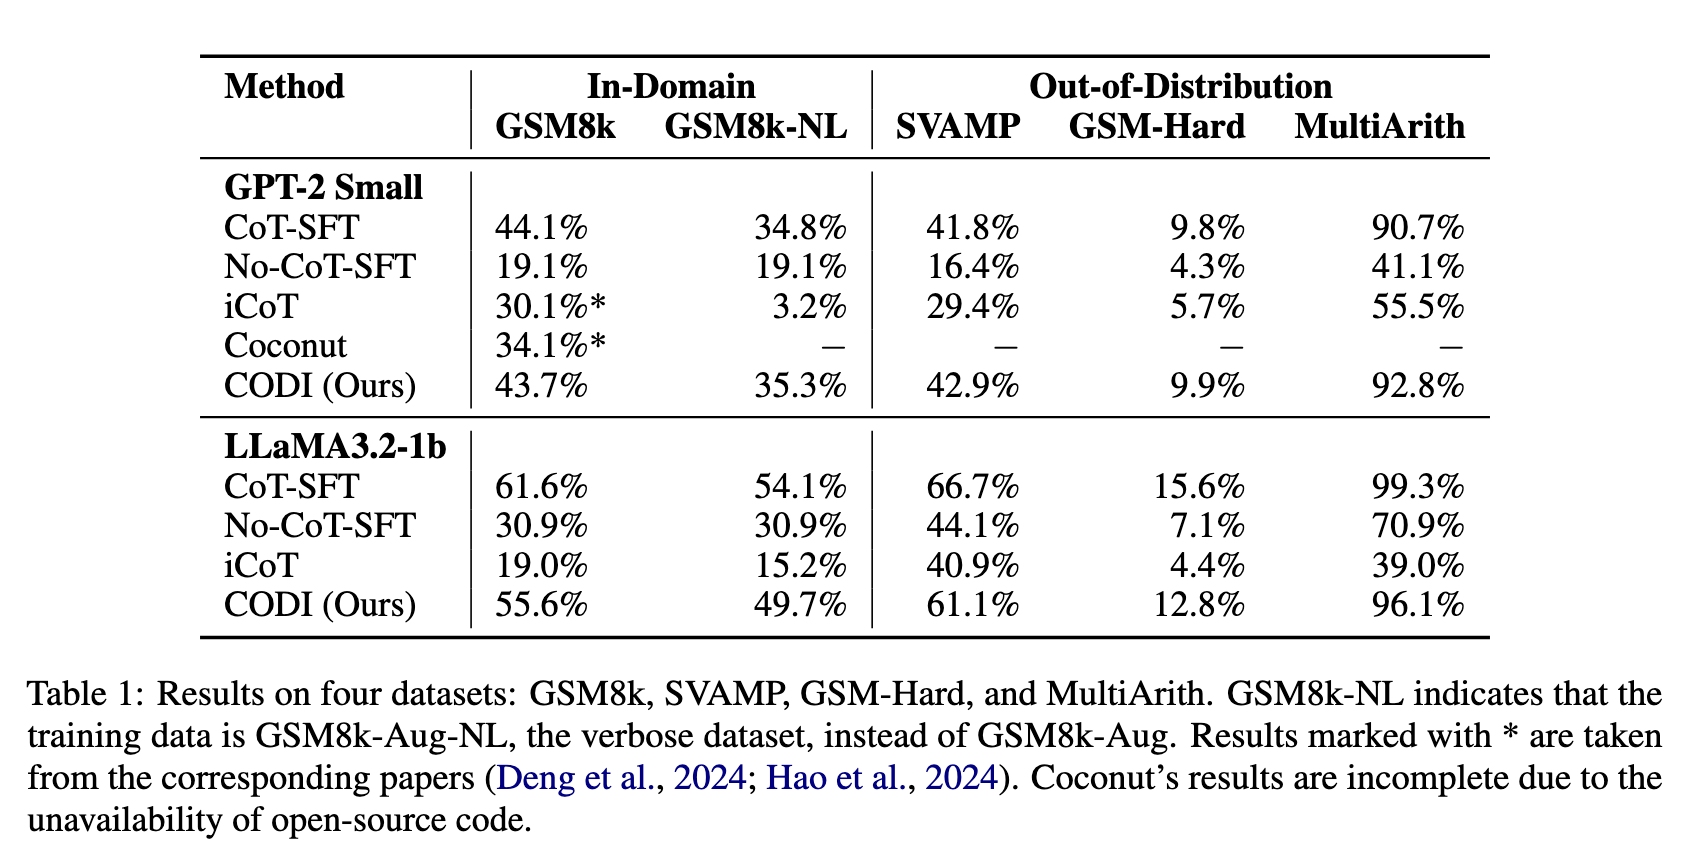 Method In-Domain Out-of-Distribution
GSM8k GSM8k-NL SVAMP GSM-Hard MultiArith
GPT-2 Small
CoT-SFT 44.1% 34.8% 41.8% 9.8% 90.7%
No-CoT-SFT 19.1% 19.1% 16.4% 4.3% 41.1%
iCoT 30.1%* 3.2% 29.4% 5.7% 55.5%
Coconut 34.1%* – – – –
CODI (Ours) 43.7% 35.3% 42.9% 9.9% 92.8%
LLaMA3.2-1b
CoT-SFT 61.6% 54.1% 66.7% 15.6% 99.3%
No-CoT-SFT 30.9% 30.9% 44.1% 7.1% 70.9%
iCoT 19.0% 15.2% 40.9% 4.4% 39.0%
CODI (Ours) 55.6% 49.7% 61.1% 12.8% 96.1%
Table 1: Results on four datasets: GSM8k, SVAMP, GSM-Hard, and MultiArith. GSM8k-NL indicates that the
training data is GSM8k-Aug-NL, the verbose dataset, instead of GSM8k-Aug. Results marked with * are taken
from the corresponding papers (Deng et al., 2024; Hao et al., 2024). Coconut’s results are incomplete due to the
unavailability of open-source code.